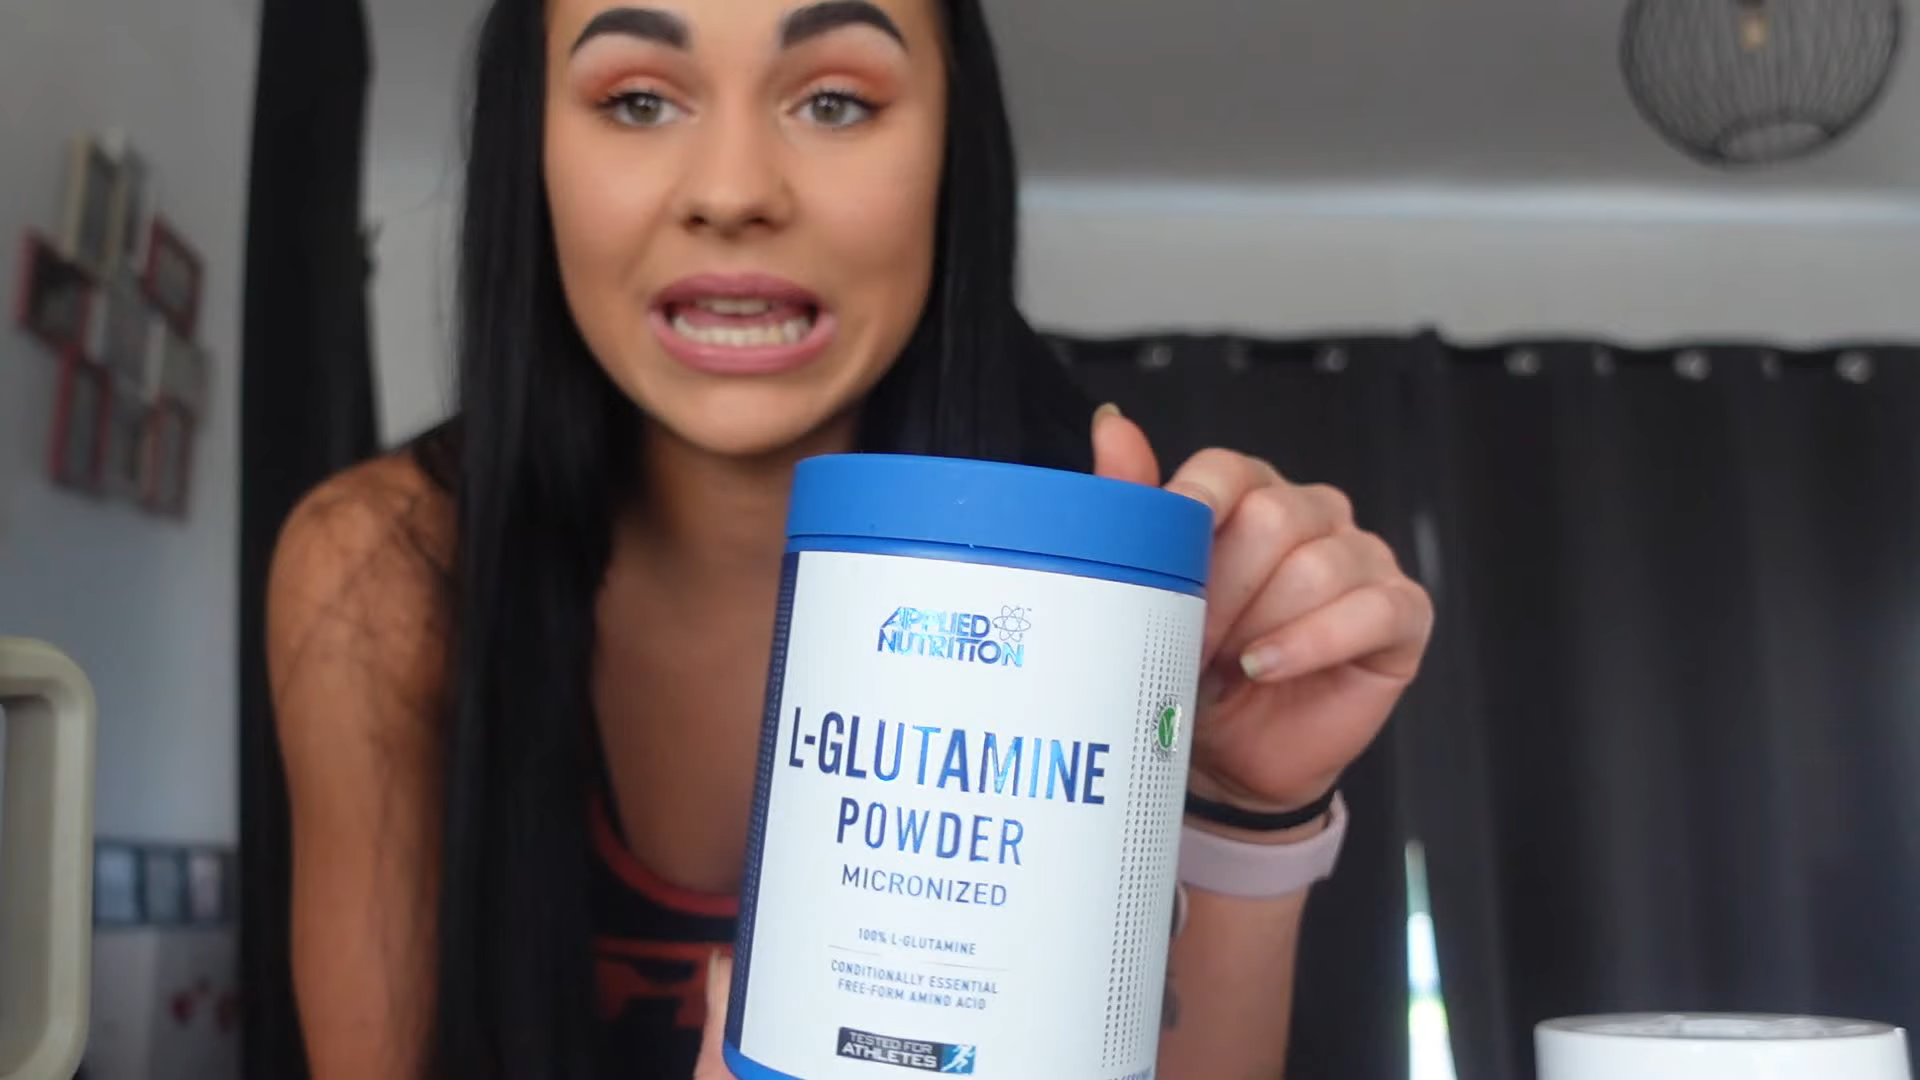 APPLIED
NUTRITION
L-GLUTAMINE
POWDER
MICRONIZED
100% L-GLUTAMINE
CONDITIONALLY ESSENTIAL
FREE-FORM AMINO ACID
TESTED FOR
ATHLETES